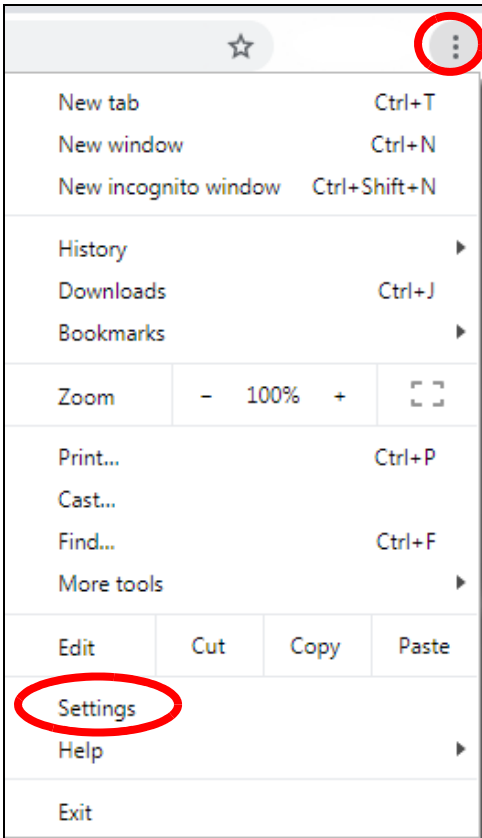 New tab Ctrl+T
New window Ctrl+N
New incognito window Ctrl+Shift+N
History
Downloads Ctrl+J
Bookmarks
Zoom - 100% +
Print... Ctrl+P
Cast...
Find... Ctrl+F
More tools
Edit Cut Copy Paste
Settings
Help
Exit